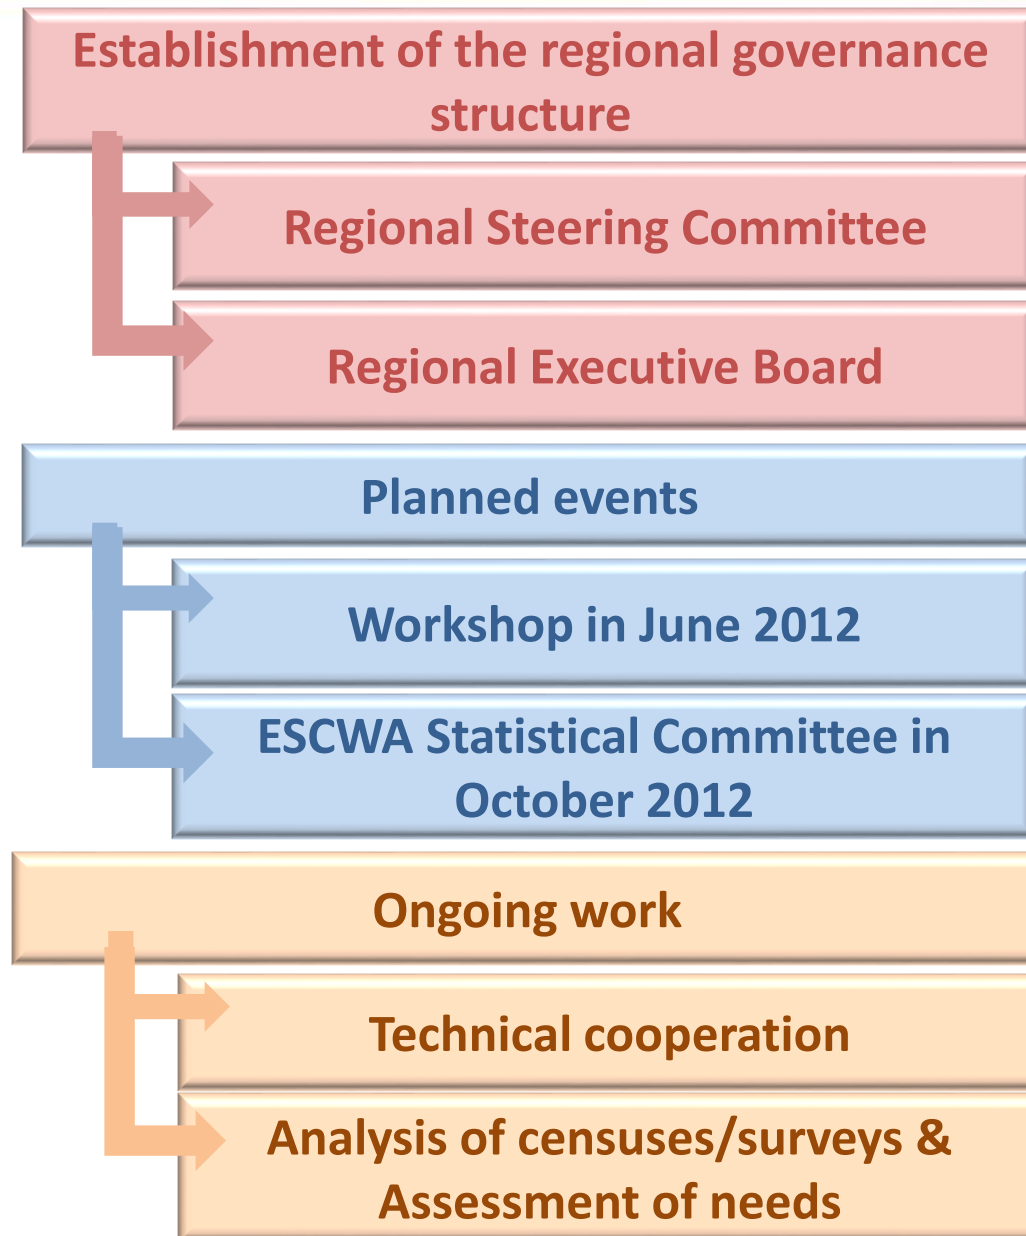 Establishment of the regional governance
structure
Regional Steering Committee
Regional Executive Board
Planned events
Workshop in June 2012
ESCWA Statistical Committee in
October 2012
Ongoing work
Technical cooperation
Analysis of censuses/surveys &
Assessment of needs